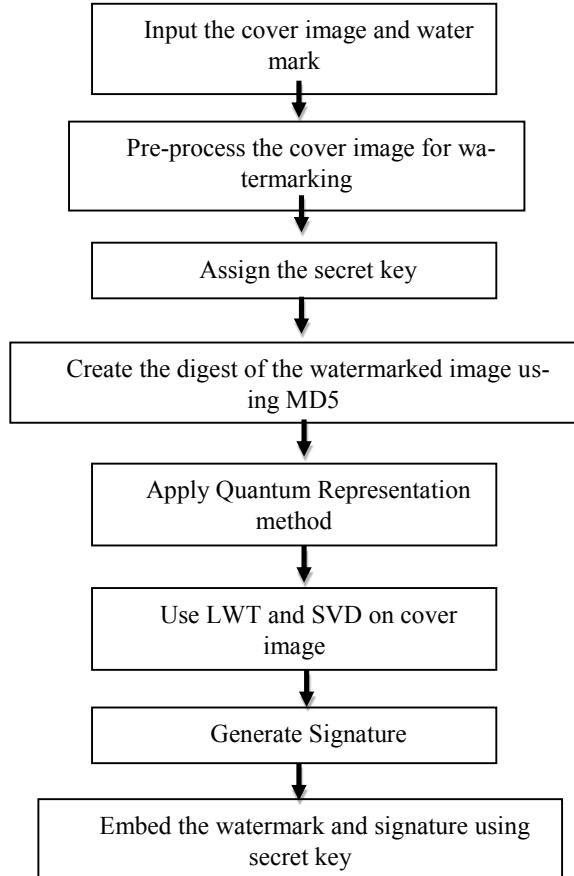 Input the cover image and water
mark
Pre-process the cover image for wa-
termarking
Assign the secret key
Create the digest of the watermarked image us-
ing MD5
Apply Quantum Representation
method
Use LWT and SVD on cover
image
Generate Signature
Embed the watermark and signature using
secret key